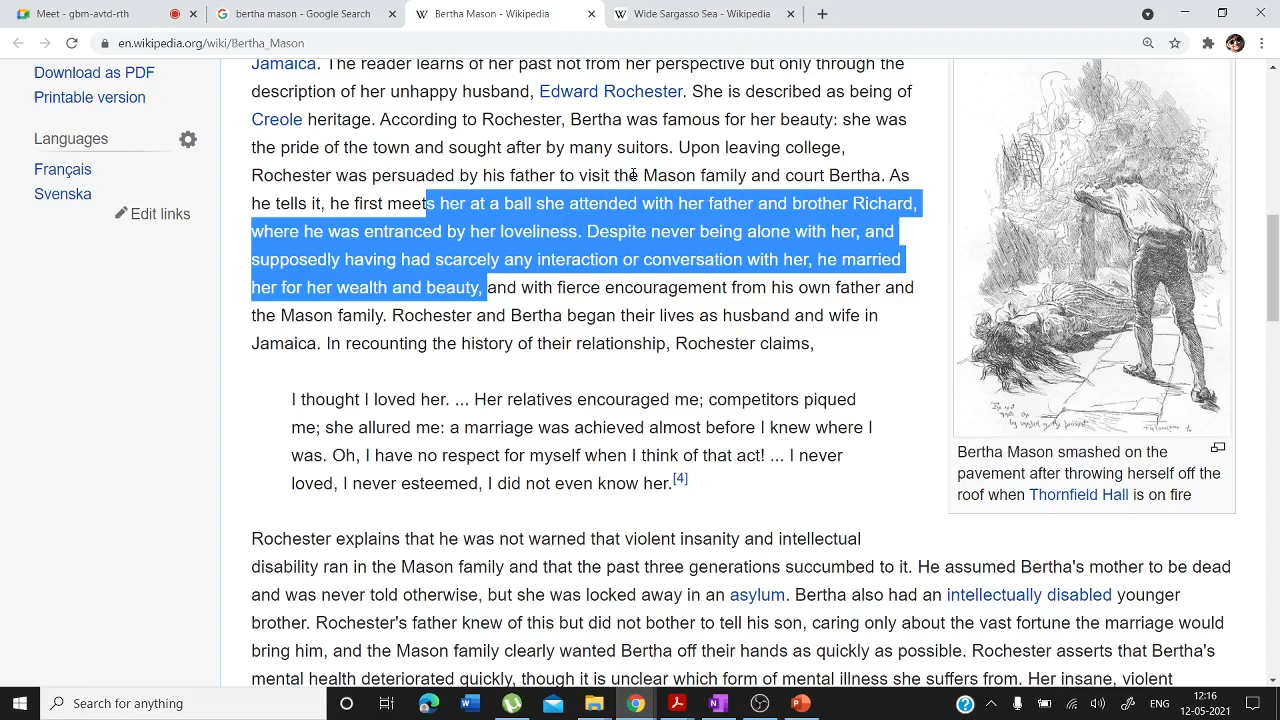 Meet - gbm-avtd-rth
bertha mason - Google Search
Bertha Mason - Wikipedia
Wide Sargasso Sea - Wikipedia
en.wikipedia.org/wiki/Bertha_Mason
Download as PDF
Printable version
Languages
Français
Svenska
Edit links
Jamaica. The reader learns of her past not from her perspective but only through the
description of her unhappy husband, Edward Rochester. She is described as being of
Creole heritage. According to Rochester, Bertha was famous for her beauty: she was
the pride of the town and sought after by many suitors. Upon leaving college,
Rochester was persuaded by his father to visit the Mason family and court Bertha. As
he tells it, he first meets her at a ball she attended with her father and brother Richard,
where he was entranced by her loveliness. Despite never being alone with her, and
supposedly having had scarcely any interaction or conversation with her, he married
her for her wealth and beauty, and with fierce encouragement from his own father and
the Mason family. Rochester and Bertha began their lives as husband and wife in
Jamaica. In recounting the history of their relationship, Rochester claims,
I thought I loved her. ... Her relatives encouraged me; competitors piqued
me; she allured me: a marriage was achieved almost before I knew where I
was. Oh, I have no respect for myself when I think of that act! ... I never
loved, I never esteemed, I did not even know her.[4]
Bertha Mason smashed on the
pavement after throwing herself off the
roof when Thornfield Hall is on fire
Rochester explains that he was not warned that violent insanity and intellectual
disability ran in the Mason family and that the past three generations succumbed to it. He assumed Bertha's mother to be dead
and was never told otherwise, but she was locked away in an asylum. Bertha also had an intellectually disabled younger
brother. Rochester's father knew of this but did not bother to tell his son, caring only about the vast fortune the marriage would
bring him, and the Mason family clearly wanted Bertha off their hands as quickly as possible. Rochester asserts that Bertha's
mental health deteriorated quickly, though it is unclear which form of mental illness she suffers from. Her insane, violent
Search for anything
ENG
12:16
12-05-2021